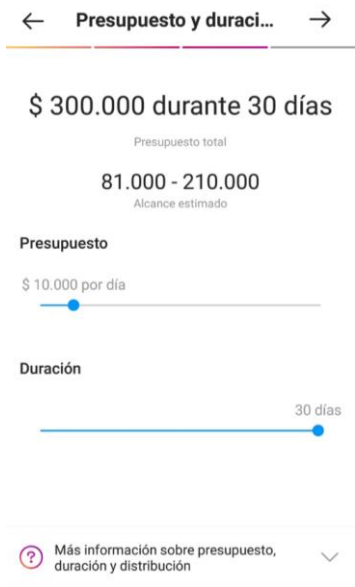 Presupuesto y duraci...
$ 300.000 durante 30 días
Presupuesto total
81.000 - 210.000
Alcance estimado
Presupuesto
$ 10.000 por día
Duración
30 días
Más información sobre presupuesto,
duración y distribución